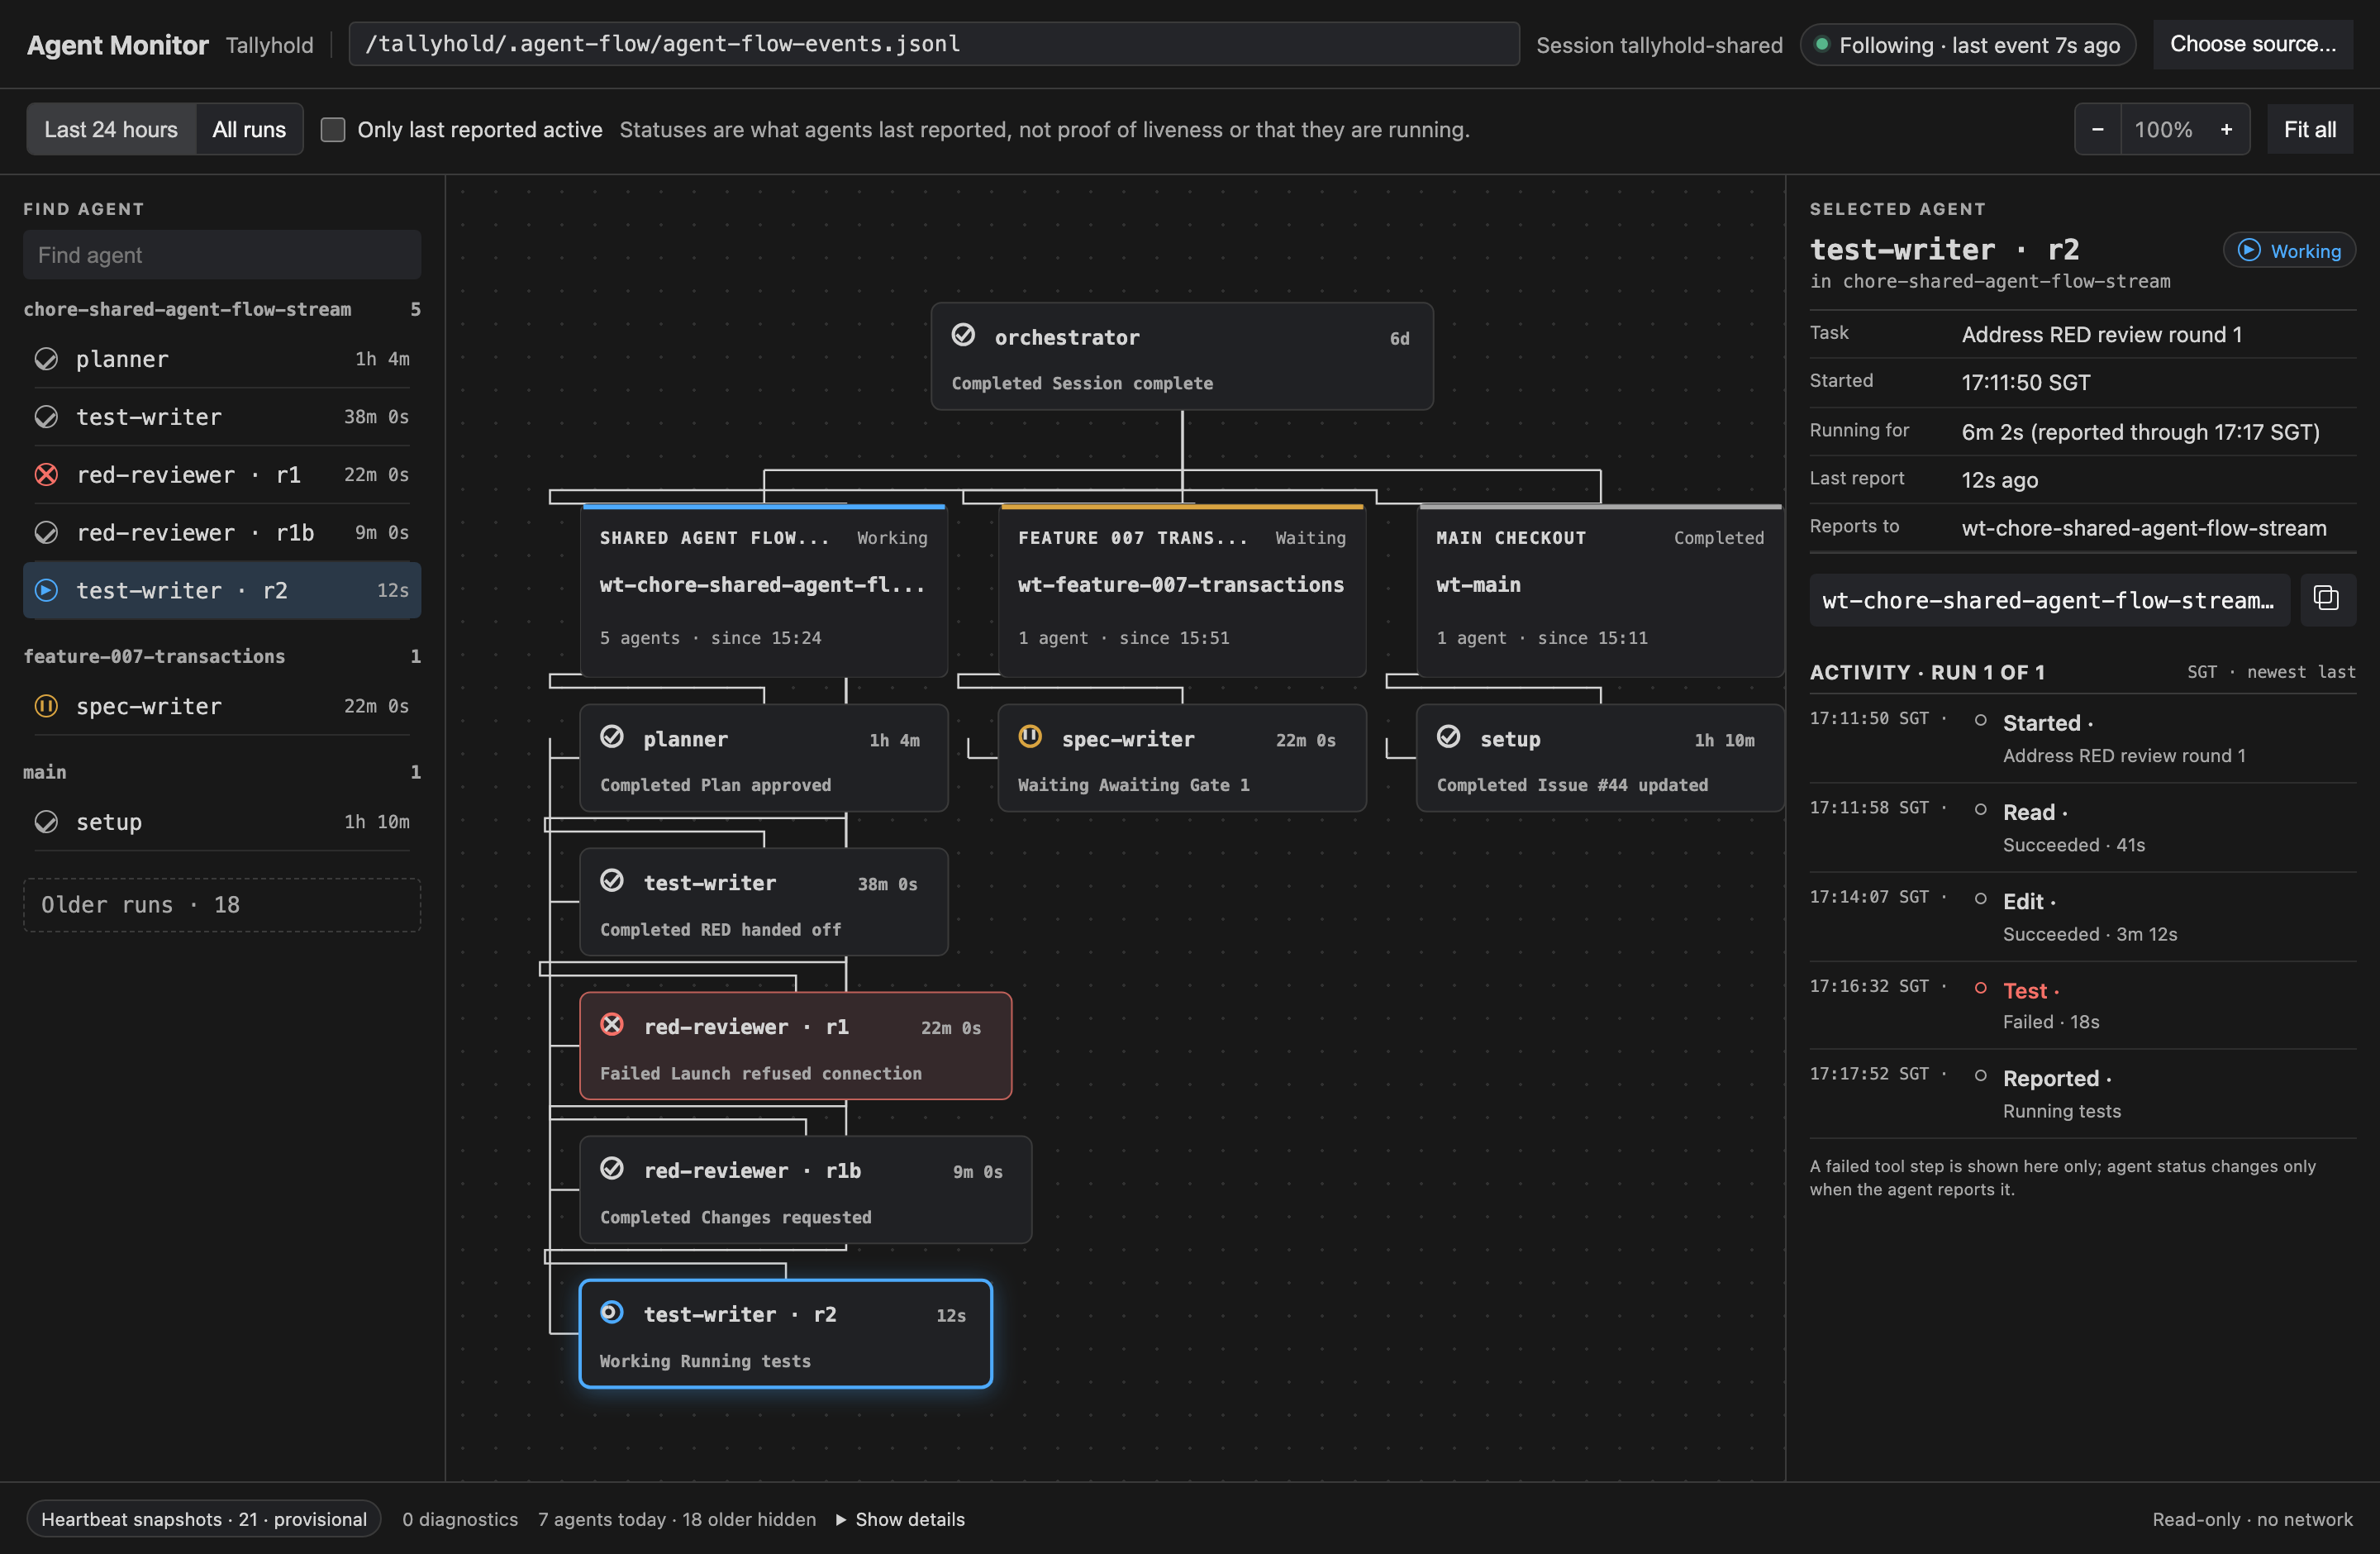 Agent Monitor Tallyhold
/tallyhold/.agent-flow/agent-flow-events.jsonl
Session tallyhold-shared
Following · last event 7s ago
Choose source...
Last 24 hours
All runs
Only last reported active
Statuses are what agents last reported, not proof of liveness or that they are running.
− 100% +
Fit all
FIND AGENT
Find agent
chore-shared-agent-flow-stream 5
planner 1h 4m
test-writer 38m 0s
red-reviewer · r1 22m 0s
red-reviewer · r1b 9m 0s
test-writer · r2 12s
feature-007-transactions 1
spec-writer 22m 0s
main 1
setup 1h 10m
Older runs · 18
orchestrator 6d
Completed Session complete
SHARED AGENT FLOW... Working
wt-chore-shared-agent-fl...
5 agents · since 15:24
FEATURE 007 TRANS... Waiting
wt-feature-007-transactions
1 agent · since 15:51
MAIN CHECKOUT Completed
wt-main
1 agent · since 15:11
planner 1h 4m
Completed Plan approved
spec-writer 22m 0s
Waiting Awaiting Gate 1
setup 1h 10m
Completed Issue #44 updated
test-writer 38m 0s
Completed RED handed off
red-reviewer · r1 22m 0s
Failed Launch refused connection
red-reviewer · r1b 9m 0s
Completed Changes requested
test-writer · r2 12s
Working Running tests
SELECTED AGENT
test-writer · r2 Working
in chore-shared-agent-flow-stream
Task Address RED review round 1
Started 17:11:50 SGT
Running for 6m 2s (reported through 17:17 SGT)
Last report 12s ago
Reports to wt-chore-shared-agent-flow-stream
wt-chore-shared-agent-flow-stream…
ACTIVITY · RUN 1 OF 1 SGT · newest last
17:11:50 SGT · Started ·
Address RED review round 1
17:11:58 SGT · Read ·
Succeeded · 41s
17:14:07 SGT · Edit ·
Succeeded · 3m 12s
17:16:32 SGT · Test ·
Failed · 18s
17:17:52 SGT · Reported ·
Running tests
A failed tool step is shown here only; agent status changes only
when the agent reports it.
Heartbeat snapshots · 21 · provisional
0 diagnostics
7 agents today · 18 older hidden
Show details
Read-only · no network